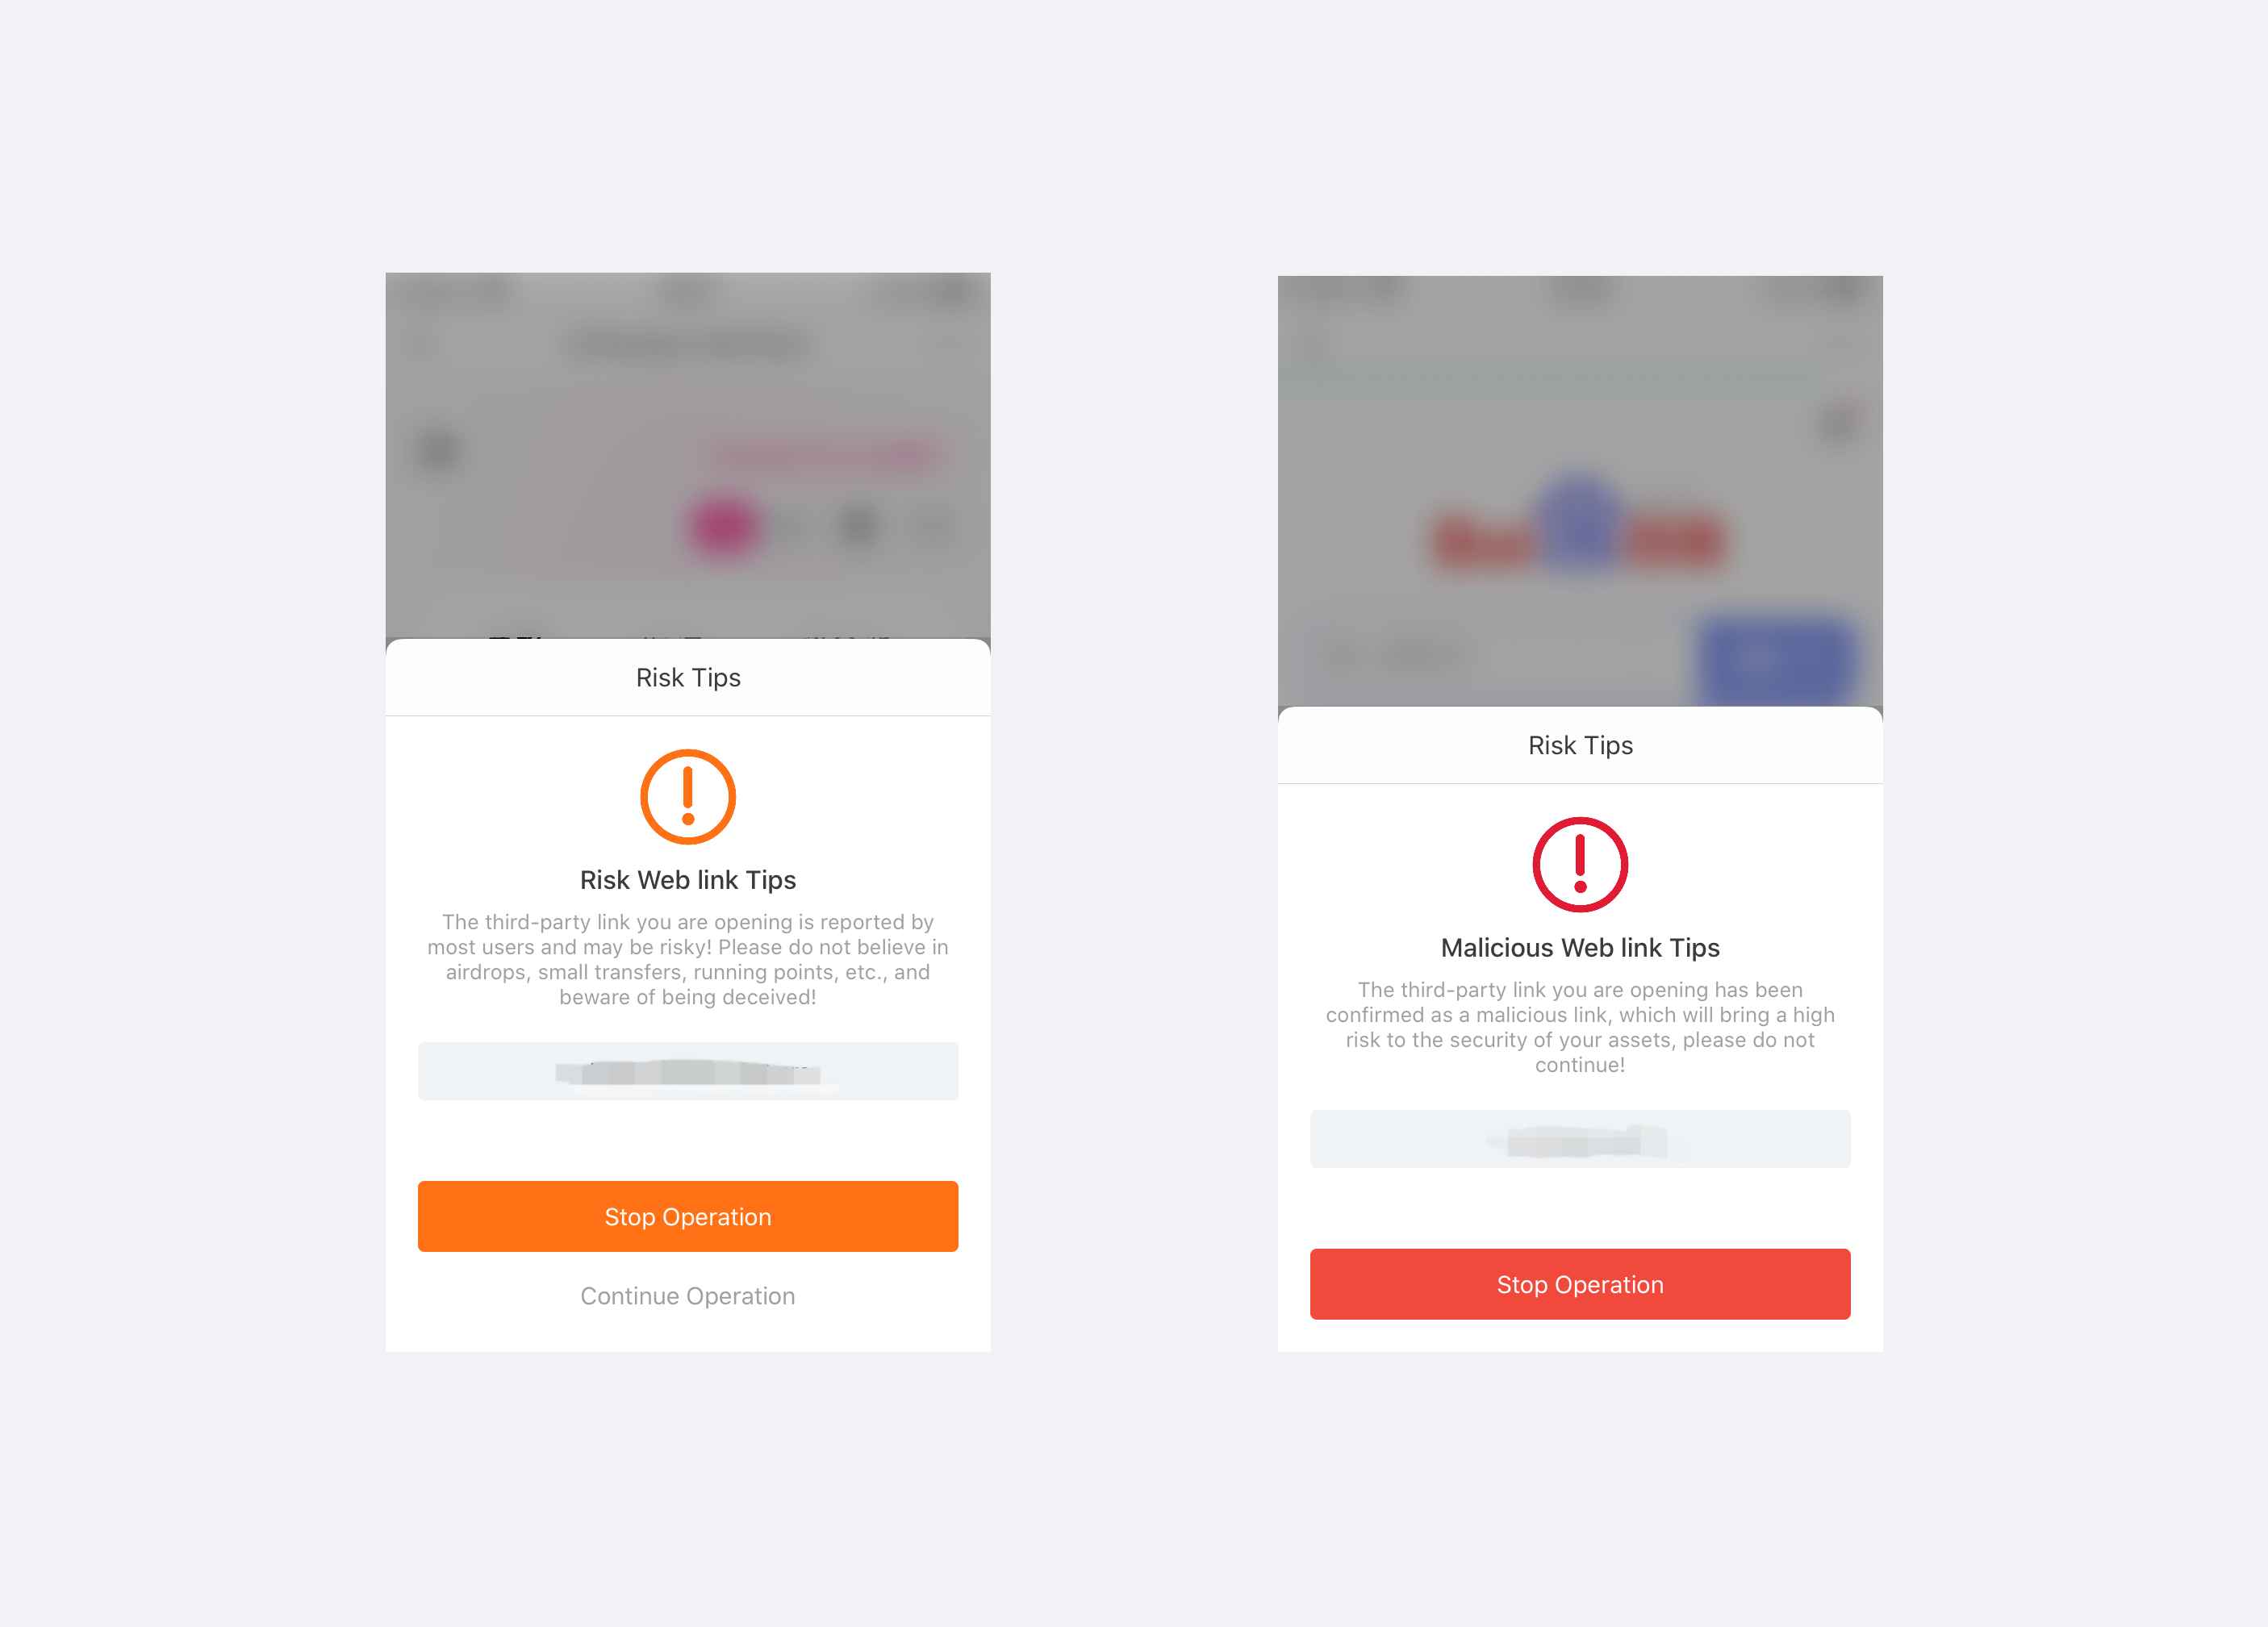 Risk Tips
Risk Web link Tips
The third-party link you are opening is reported by
most users and may be risky! Please do not believe in
airdrops, small transfers, running points, etc., and
beware of being deceived!
Stop Operation
Continue Operation
Risk Tips
Malicious Web link Tips
The third-party link you are opening has been
confirmed as a malicious link, which will bring a high
risk to the security of your assets, please do not
continue!
Stop Operation